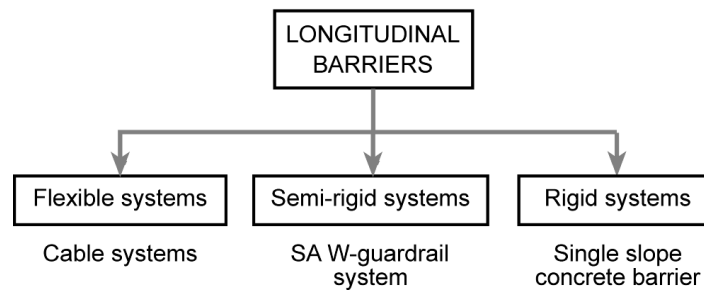 LONGITUDINAL
BARRIERS
Flexible systems
Semi-rigid systems
Rigid systems
Cable systems
SA W-guardrail
system
Single slope
concrete barrier